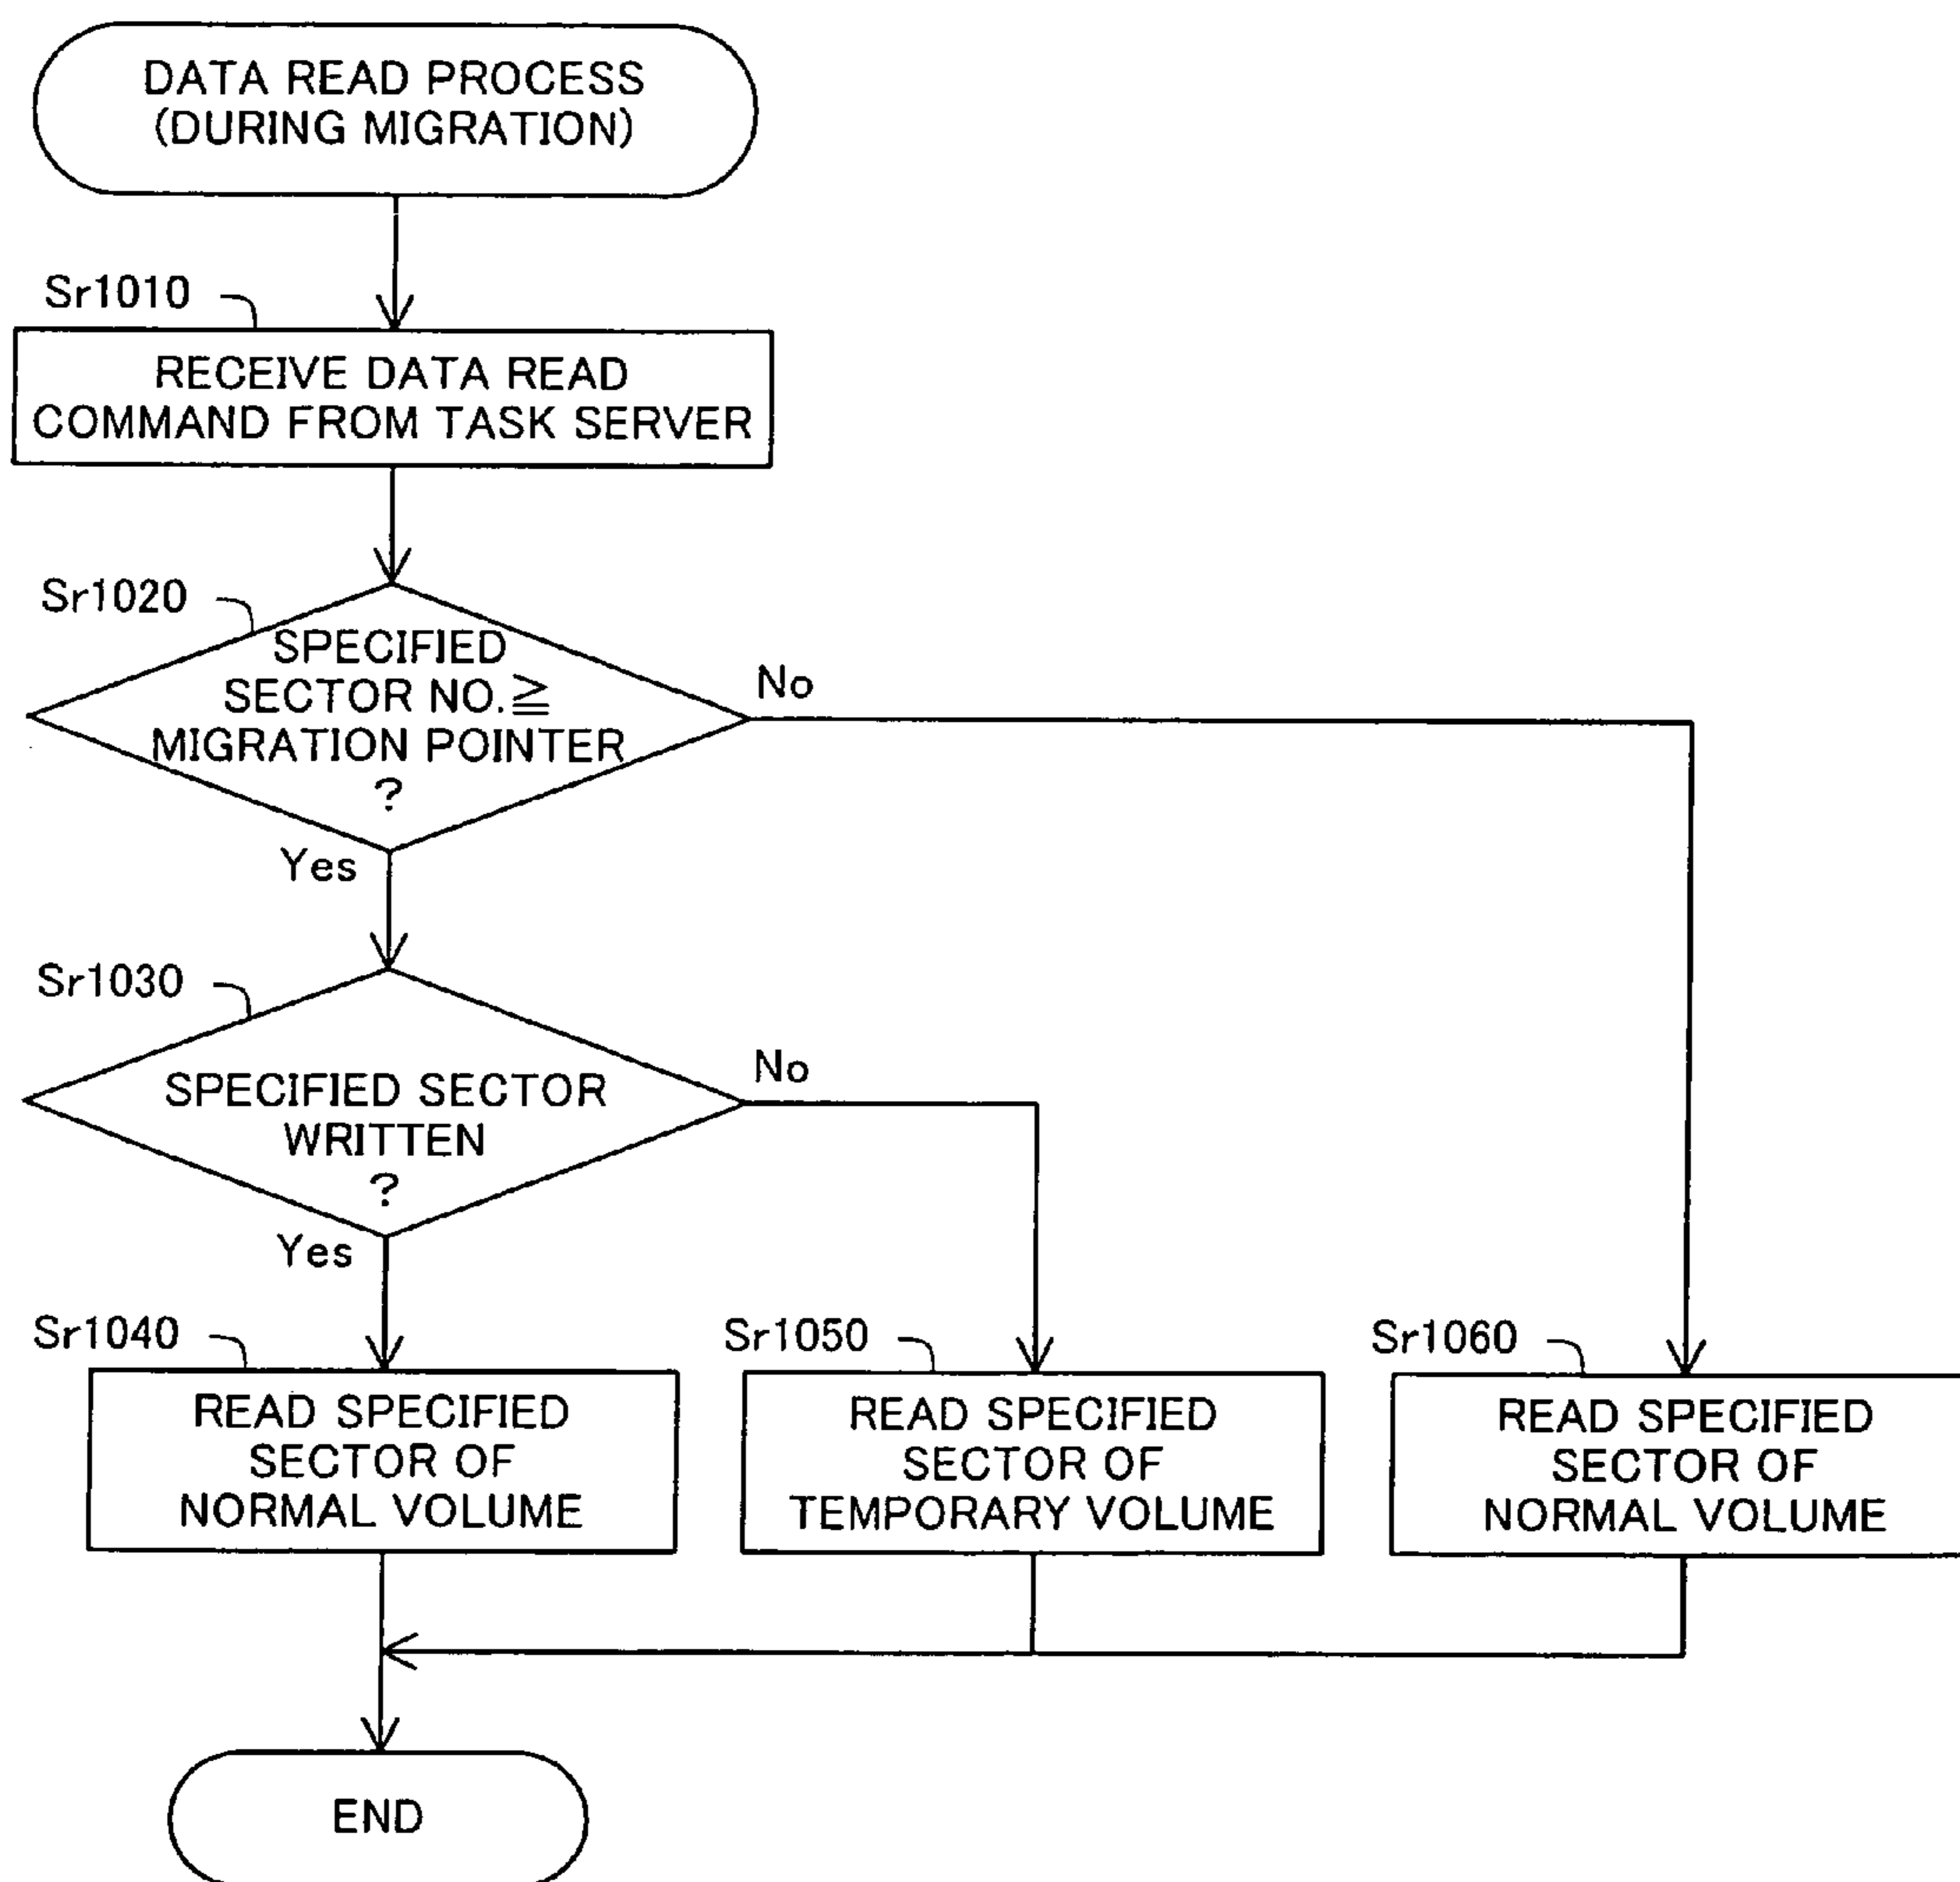 DATA READ PROCESS
(DURING MIGRATION)
Sr1010
RECEIVE DATA READ
COMMAND FROM TASK SERVER
Sr1020
SPECIFIED
SECTOR NO.≧
MIGRATION POINTER
?
No
Yes
Sr1030
SPECIFIED SECTOR
WRITTEN
?
No
Yes
Sr1040
READ SPECIFIED
SECTOR OF
NORMAL VOLUME
Sr1050
READ SPECIFIED
SECTOR OF
TEMPORARY VOLUME
Sr1060
READ SPECIFIED
SECTOR OF
NORMAL VOLUME
END